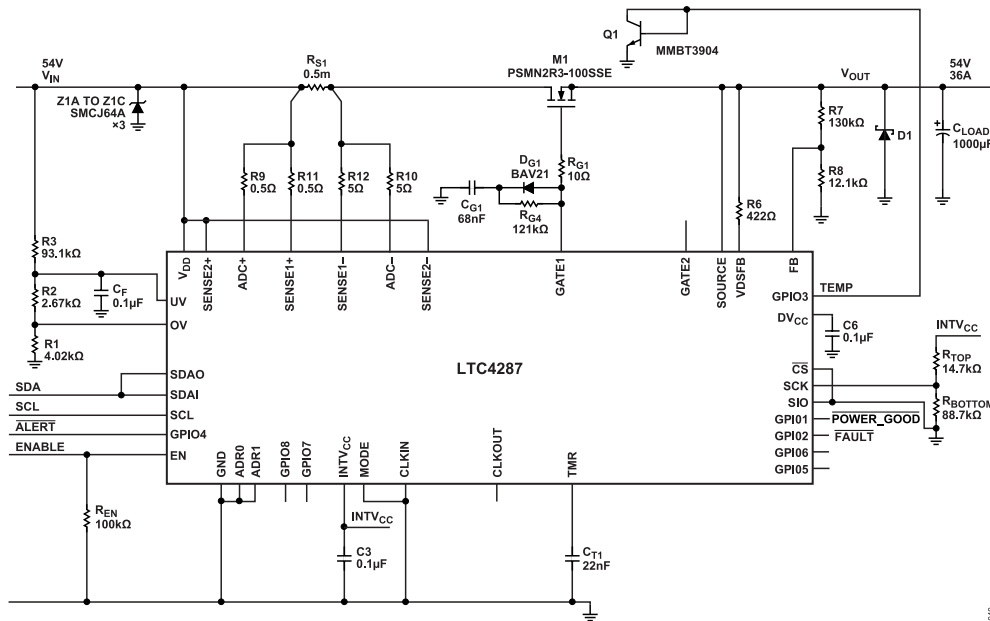 Q1
MMBT3904
54V
VIN
RS1
0.5m
M1
PSMN2R3-100SSE
VOUT
54V
36A
Z1A TO Z1C
SMCJ64A
×3
R7
130kΩ
D1
CLOAD
1000µF
R9
0.5Ω
R11
0.5Ω
R12
5Ω
R10
5Ω
DG1
BAV21
RG1
10Ω
CG1
68nF
RG4
121kΩ
R8
12.1kΩ
R6
422Ω
R3
93.1kΩ
R2
2.67kΩ
CF
0.1µF
R1
4.02kΩ
VDD
SENSE2+
ADC+
SENSE1+
SENSE1−
ADC−
SENSE2−
GATE1
GATE2
SOURCE
VDSFB
FB
UV
OV
SDAO
SDAI
SCL
GPIO4
EN
SDA
SCL
ALERT
ENABLE
LTC4287
GPIO3
TEMP
DVCC
C6
0.1µF
INTVCC
CS
SCK
SIO
RTOP
14.7kΩ
RBOTTOM
88.7kΩ
GPIO1
POWER_GOOD
GPIO2
FAULT
GPIO6
GPIO5
GND
ADR0
ADR1
GPIO8
GPIO7
INTVCC
MODE
CLKIN
CLKOUT
TMR
REN
100kΩ
INTVCC
C3
0.1µF
CT1
22nF